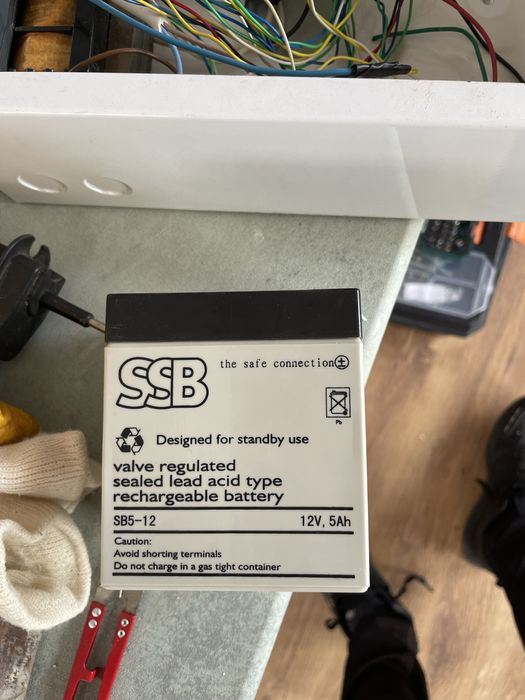 SSB
the safe connection
Pb
Designed for standby use
valve regulated
sealed lead acid type
rechargeable battery
SB5-12 12V, 5Ah
Caution:
Avoid shorting terminals
Do not charge in a gas tight container